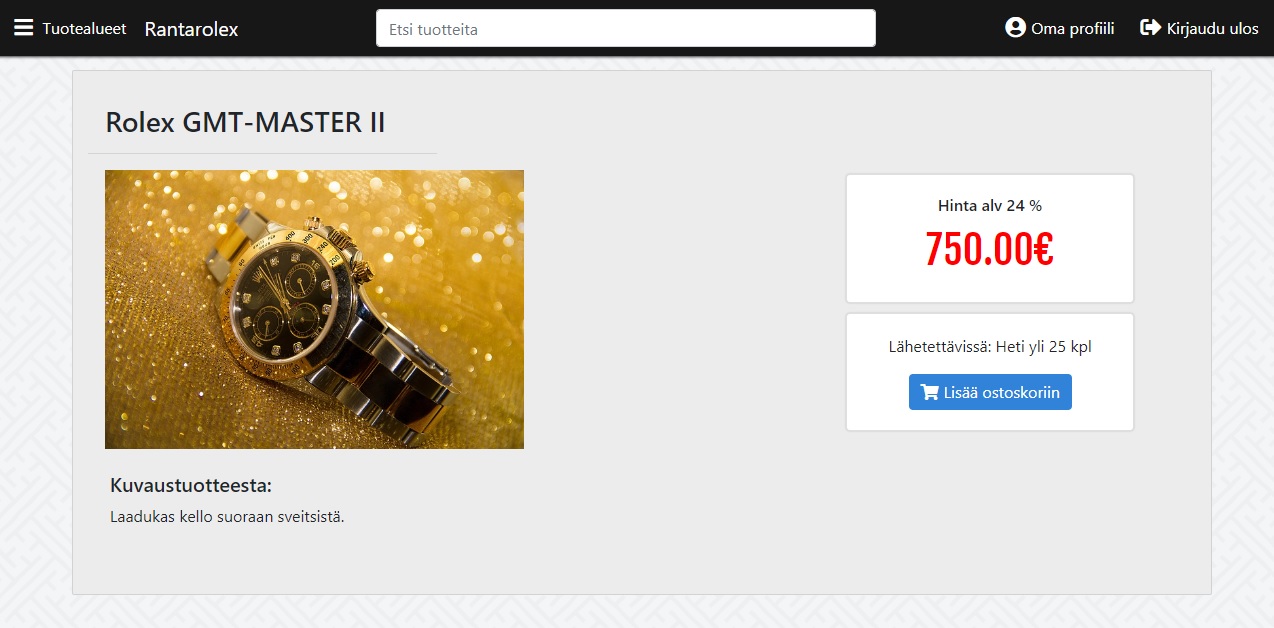 Tuotealueet Rantarolex Etsi tuotteita Oma profiili Kirjaudu ulos
Rolex GMT-MASTER II
Hinta alv 24 %
750.00€
Lähetettävissä: Heti yli 25 kpl
Lisää ostoskoriin
Kuvaustuotteesta:
Laadukas kello suoraan sveitsistä.